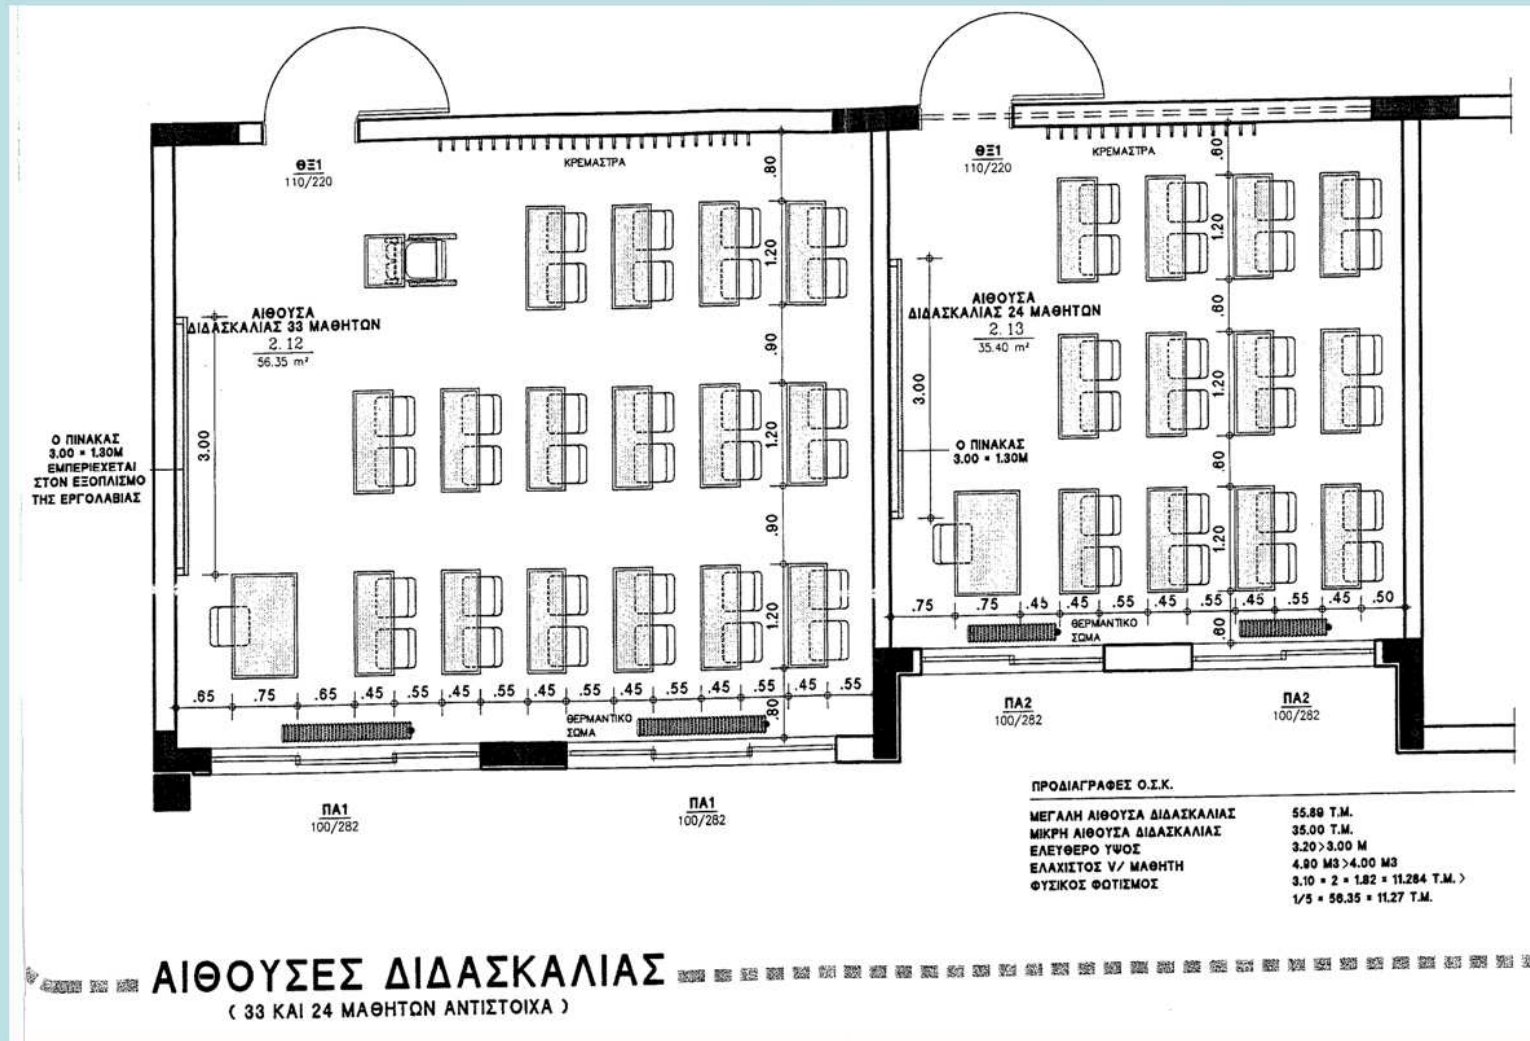 ΘΞ1
110/220
ΚΡΕΜΑΣΤΡΑ
.80
1.20
.90
1.20
.90
1.20
.80
ΑΙΘΟΥΣΑ
ΔΙΔΑΣΚΑΛΙΑΣ 33 ΜΑΘΗΤΩΝ
2.12
56.35 m²
3.00
Ο ΠΙΝΑΚΑΣ
3.00 * 1.30Μ
ΕΜΠΕΡΙΕΧΕΤΑΙ
ΣΤΟΝ ΕΞΟΠΛΙΣΜΟ
ΤΗΣ ΕΡΓΟΛΑΒΙΑΣ
.65 .75 .65 .45 .55 .45 .55 .45 .55 .45 .55 .45 .55 .45 .55
ΘΕΡΜΑΝΤΙΚΟ
ΣΩΜΑ
ΠΑ1
100/282
ΠΑ1
100/282
ΘΞ1
110/220
ΚΡΕΜΑΣΤΡΑ
.60
1.20
.60
1.20
.60
1.20
.60
ΑΙΘΟΥΣΑ
ΔΙΔΑΣΚΑΛΙΑΣ 24 ΜΑΘΗΤΩΝ
2.13
35.40 m²
3.00
Ο ΠΙΝΑΚΑΣ
3.00 * 1.30Μ
.75 .75 .45 .45 .55 .45 .55 .45 .55 .45 .50
ΘΕΡΜΑΝΤΙΚΟ
ΣΩΜΑ
ΠΑ2
100/282
ΠΑ2
100/282
ΠΡΟΔΙΑΓΡΑΦΕΣ Ο.Σ.Κ.
ΜΕΓΑΛΗ ΑΙΘΟΥΣΑ ΔΙΔΑΣΚΑΛΙΑΣ 55.89 Τ.Μ.
ΜΙΚΡΗ ΑΙΘΟΥΣΑ ΔΙΔΑΣΚΑΛΙΑΣ 35.00 Τ.Μ.
ΕΛΕΥΘΕΡΟ ΥΨΟΣ 3.20>3.00 Μ
ΕΛΑΧΙΣΤΟΣ V/ ΜΑΘΗΤΗ 4.90 Μ3>4.00 Μ3
ΦΥΣΙΚΟΣ ΦΩΤΙΣΜΟΣ 3.10 * 2 * 1.82 = 11.284 Τ.Μ. >
1/5 * 56.35 = 11.27 Τ.Μ.
ΑΙΘΟΥΣΕΣ ΔΙΔΑΣΚΑΛΙΑΣ
( 33 ΚΑΙ 24 ΜΑΘΗΤΩΝ ΑΝΤΙΣΤΟΙΧΑ )